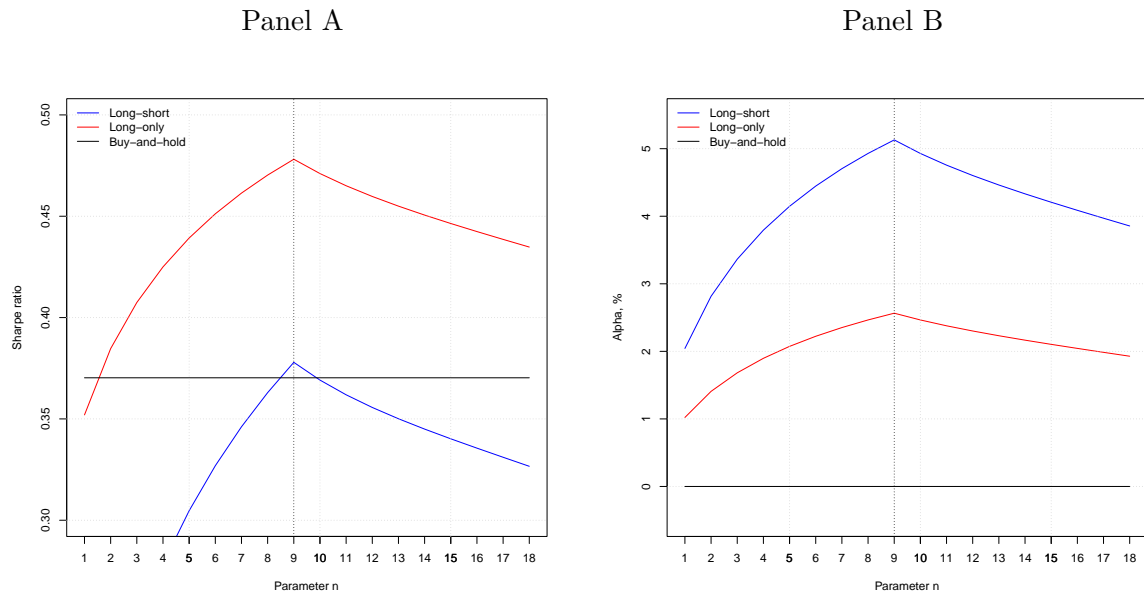 Panel A
Long-short
Long-only
Buy-and-hold
Sharpe ratio
0.50
0.45
0.40
0.35
0.30
1 2 3 4 5 6 7 8 9 10 11 12 13 14 15 16 17 18
Parameter n
Panel B
Long-short
Long-only
Buy-and-hold
Alpha, %
5
4
3
2
1
0
1 2 3 4 5 6 7 8 9 10 11 12 13 14 15 16 17 18
Parameter n